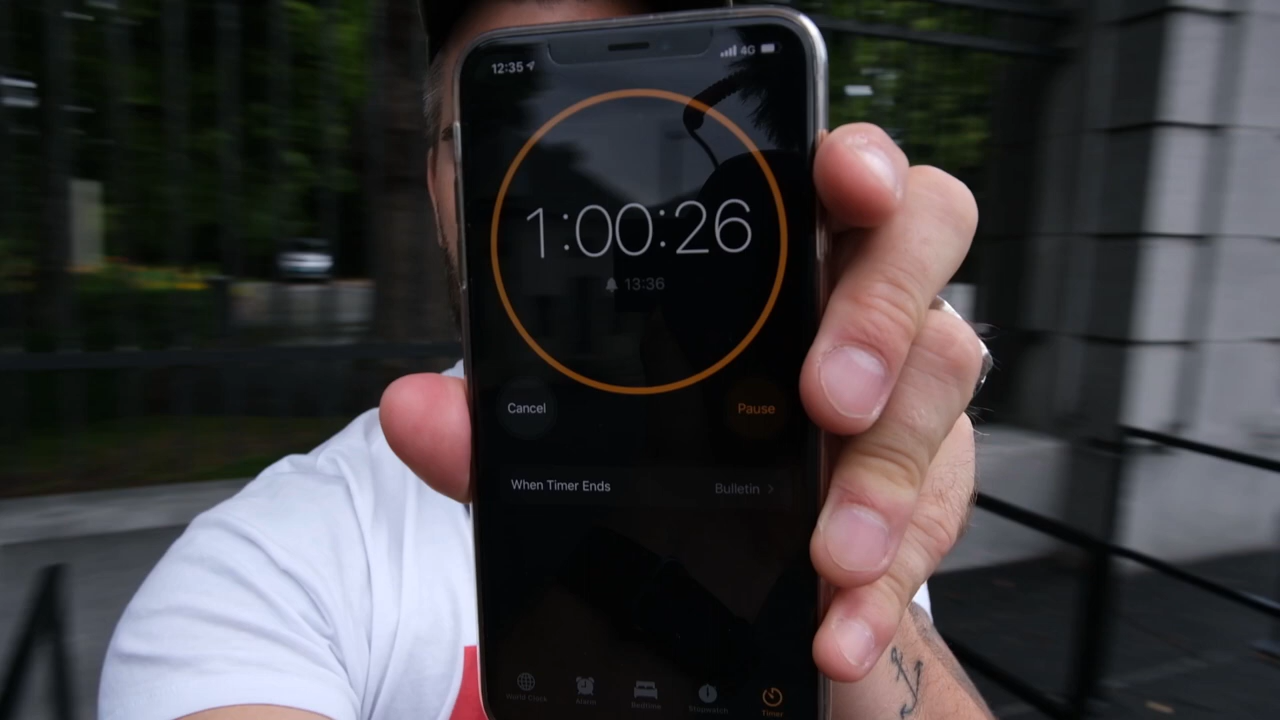 12:35 4G
1:00:26
13:36
Cancel Pause
When Timer Ends Bulletin
World Clock Alarm Bedtime Stopwatch Timer